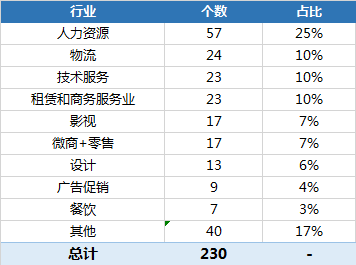 行业 个数 占比
人力资源 57 25%
物流 24 10%
技术服务 23 10%
租赁和商务服务业 23 10%
影视 17 7%
微商+零售 17 7%
设计 13 6%
广告促销 9 4%
餐饮 7 3%
其他 40 17%
总计 230 -